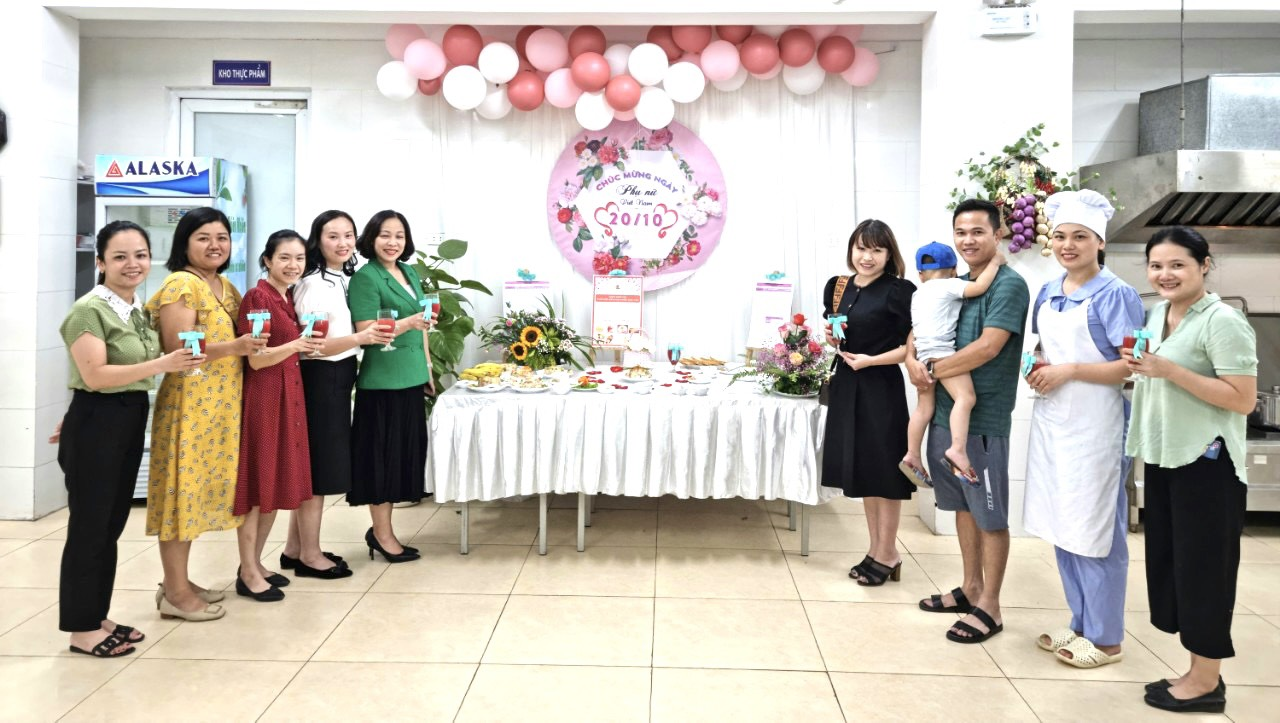 KHO THỰC PHẨM
ALASKA
CHÚC MỪNG NGÀY
Phụ nữ
Việt Nam
20/10